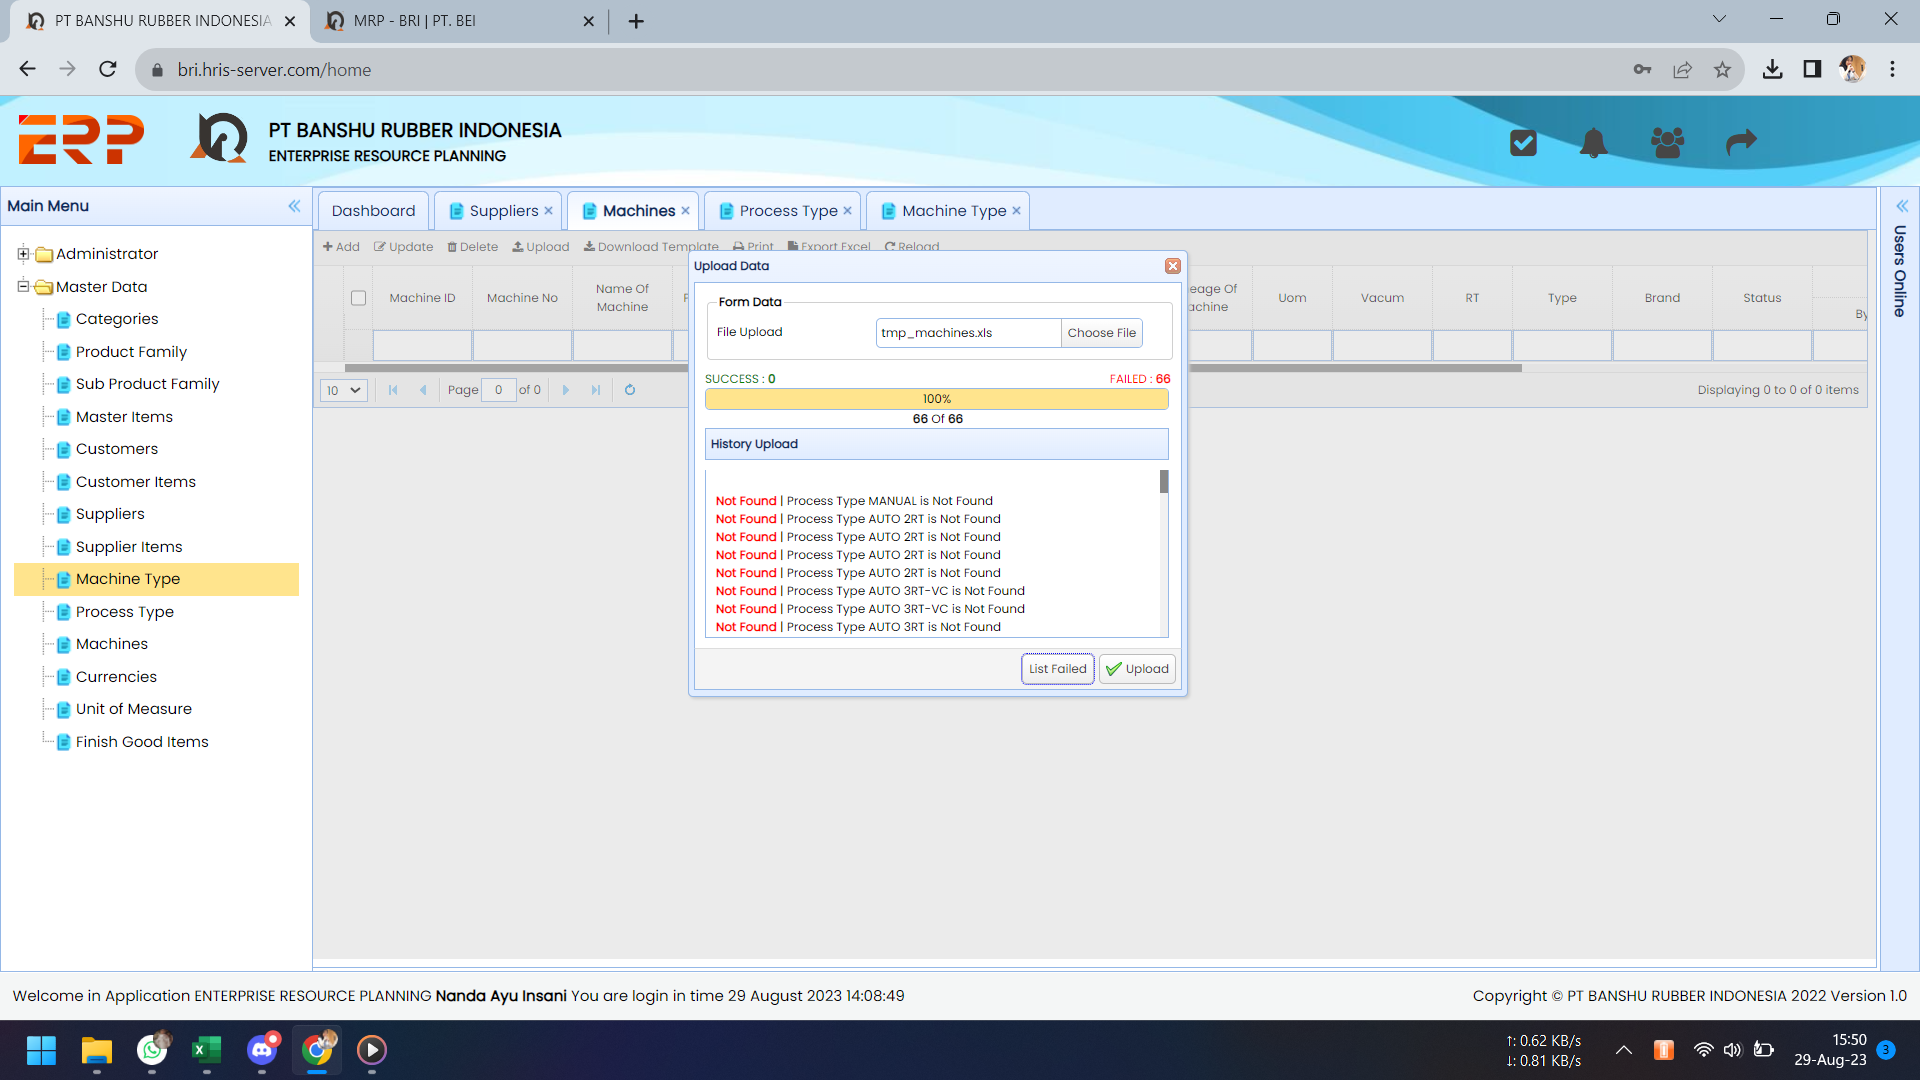 PT BANSHU RUBBER INDONESIA
MRP - BRI | PT. BEI
bri.hris-server.com/home
ERP
PT BANSHU RUBBER INDONESIA
ENTERPRISE RESOURCE PLANNING
Main Menu
Administrator
Master Data
Categories
Product Family
Sub Product Family
Master Items
Customers
Customer Items
Suppliers
Supplier Items
Machine Type
Process Type
Machines
Currencies
Unit of Measure
Finish Good Items
Dashboard
Suppliers
Machines
Process Type
Machine Type
Add Update Delete Upload Download Template Print Export Excel Reload
Machine ID
Machine No
Name Of
Machine
eage Of
achine
Uom
Vacum
RT
Type
Brand
Status
By
10
Page 0 of 0
Displaying 0 to 0 of 0 items
Upload Data
Form Data
File Upload
tmp_machines.xls
Choose File
SUCCESS : 0
FAILED : 66
100%
66 Of 66
History Upload
Not Found | Process Type MANUAL is Not Found
Not Found | Process Type AUTO 2RT is Not Found
Not Found | Process Type AUTO 2RT is Not Found
Not Found | Process Type AUTO 2RT is Not Found
Not Found | Process Type AUTO 2RT is Not Found
Not Found | Process Type AUTO 3RT-VC is Not Found
Not Found | Process Type AUTO 3RT-VC is Not Found
Not Found | Process Type AUTO 3RT is Not Found
List Failed
Upload
Users Online
Welcome in Application ENTERPRISE RESOURCE PLANNING Nanda Ayu Insani You are login in time 29 August 2023 14:08:49
Copyright © PT BANSHU RUBBER INDONESIA 2022 Version 1.0
↑: 0.62 KB/s
↓: 0.81 KB/s
15:50
29-Aug-23
3